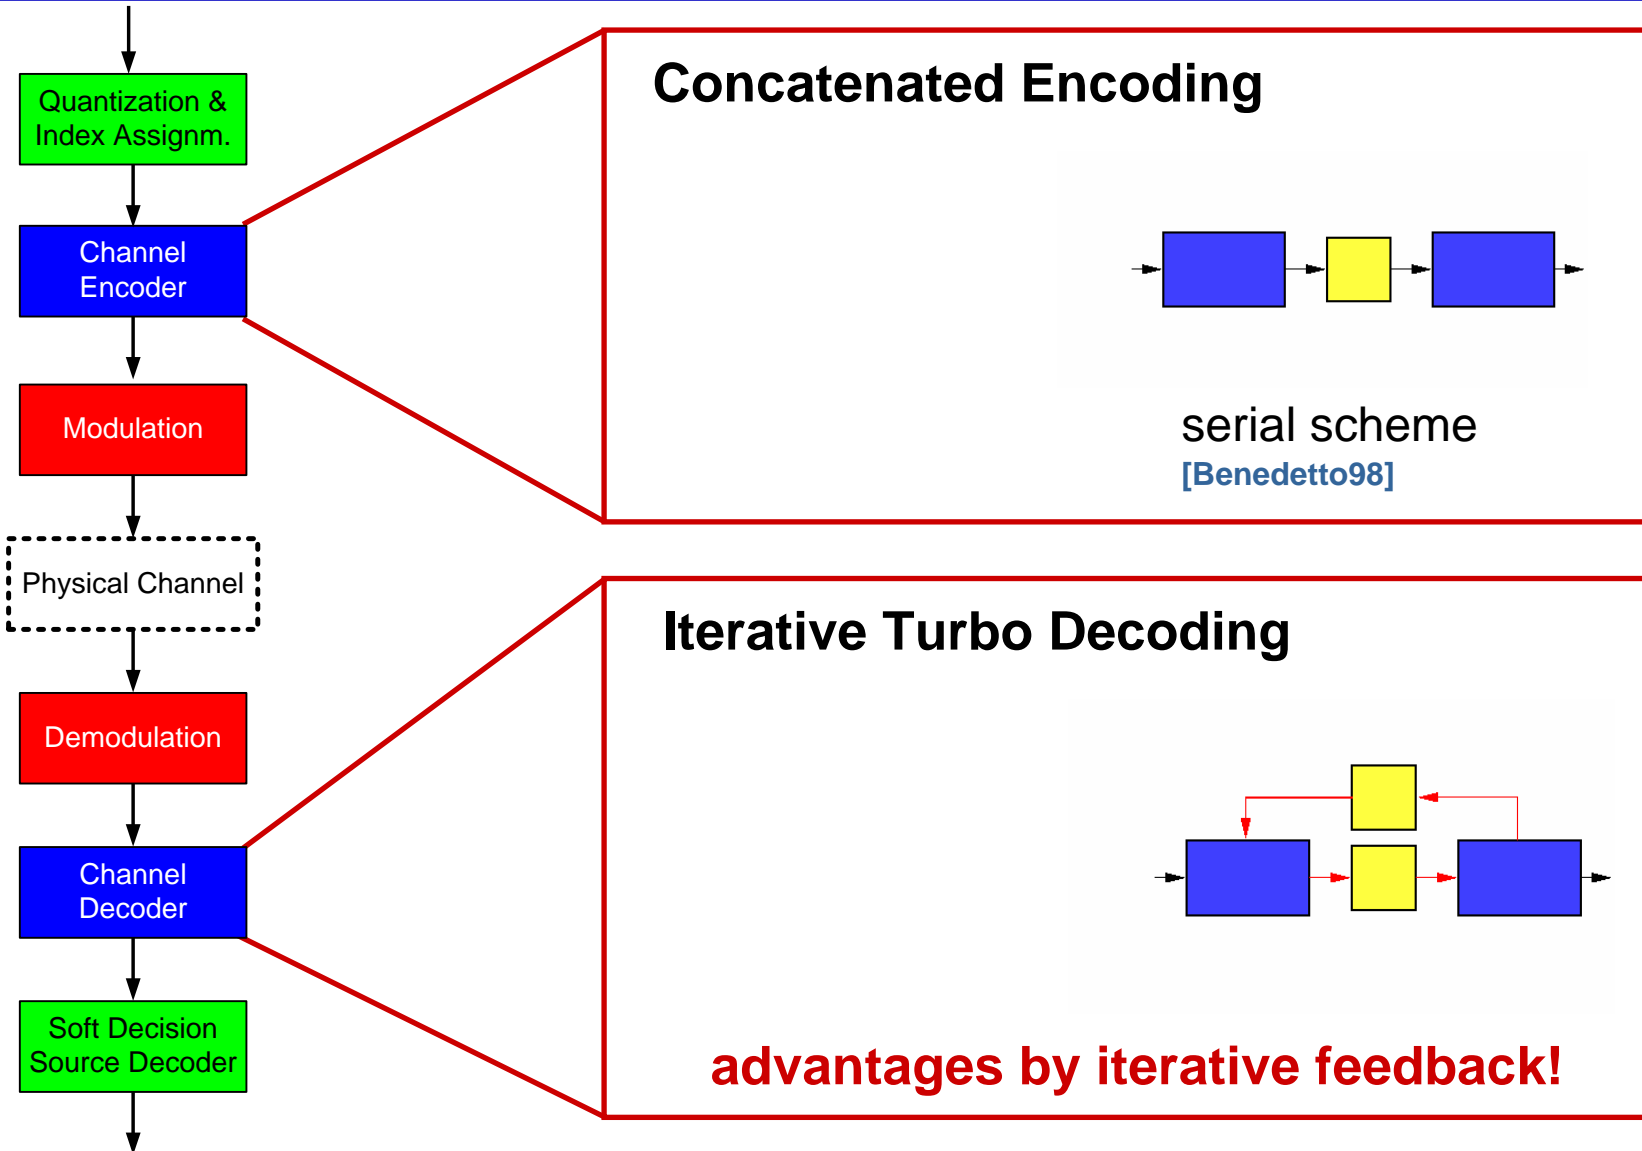 Quantization &
Index Assignm.
Channel
Encoder
Modulation
Physical Channel
Demodulation
Channel
Decoder
Soft Decision
Source Decoder
Concatenated Encoding
serial scheme
[Benedetto98]
Iterative Turbo Decoding
advantages by iterative feedback!